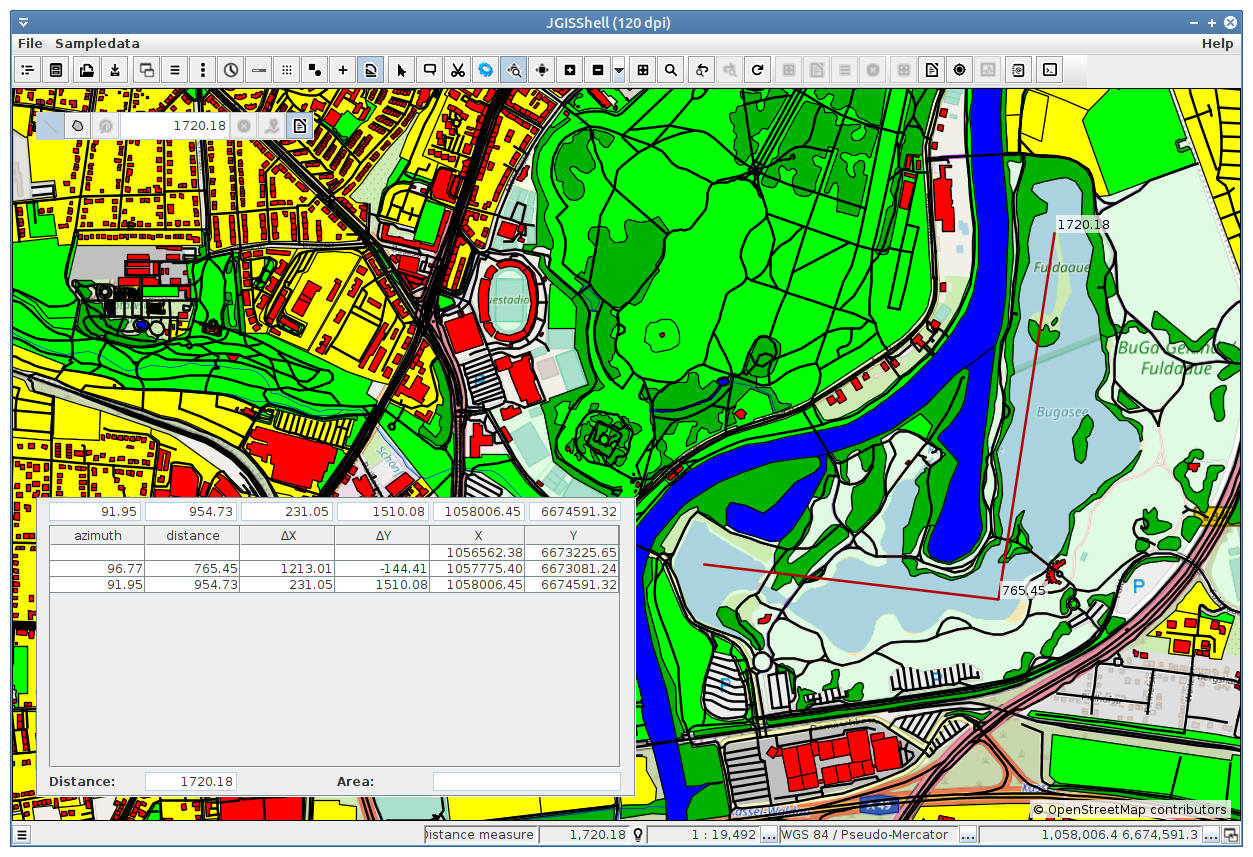 JGISShell (120 dpi)
File Sampledata Help
1720.18
1720.18
Fuldaaue
uestadio
BuGa Gelände
Fuldaaue
Bugasee
91.95 954.73 231.05 1510.08 1058006.45 6674591.32
azimuth distance ΔX ΔY X Y
1056562.38 6673225.65
96.77 765.45 1213.01 -144.41 1057775.40 6673081.24
91.95 954.73 231.05 1510.08 1058006.45 6674591.32
765.45
P
P
Distance: 1720.18 Area:
© OpenStreetMap contributors
Distance measure 1,720.18 1 : 19,492 ... WGS 84 / Pseudo-Mercator ... 1,058,006.4 6,674,591.3 ...